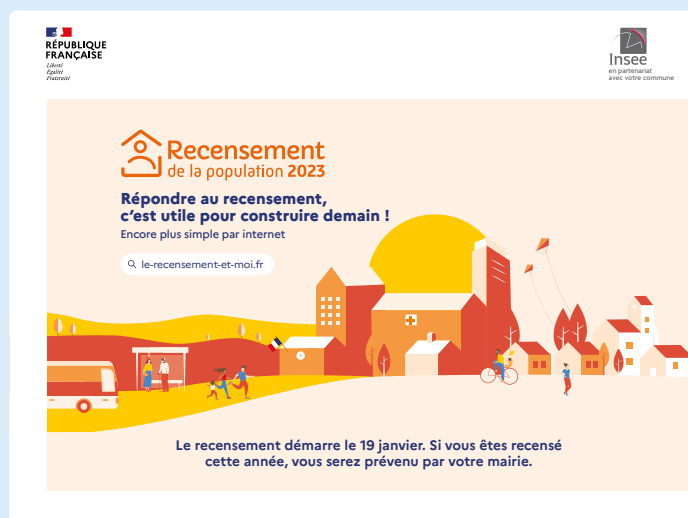 RÉPUBLIQUE
FRANÇAISE
Liberté
Égalité
Fraternité
Insee
en partenariat
avec votre commune
Recensement
de la population 2023
Répondre au recensement,
c'est utile pour construire demain !
Encore plus simple par internet
le-recensement-et-moi.fr
Le recensement démarre le 19 janvier. Si vous êtes recensé
cette année, vous serez prévenu par votre mairie.